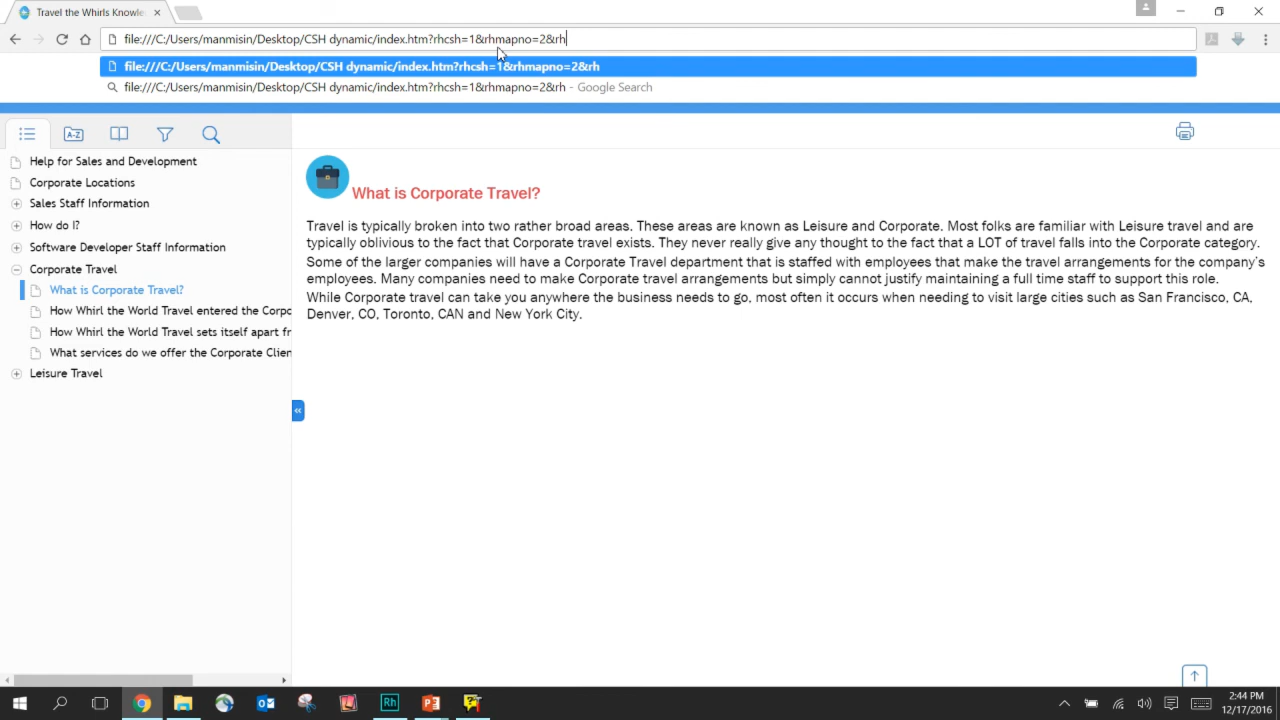 Travel the Whirls Knowle
file:///C:/Users/manmisin/Desktop/CSH dynamic/index.htm?rhcsh=1&rhmapno=2&rh
file:///C:/Users/manmisin/Desktop/CSH dynamic/index.htm?rhcsh=1&rhmapno=2&rh
file:///C:/Users/manmisin/Desktop/CSH dynamic/index.htm?rhcsh=1&rhmapno=2&rh - Google Search
A-Z
Help for Sales and Development
Corporate Locations
Sales Staff Information
How do I?
Software Developer Staff Information
Corporate Travel
What is Corporate Travel?
How Whirl the World Travel entered the Corpo
How Whirl the World Travel sets itself apart fr
What services do we offer the Corporate Clien
Leisure Travel
What is Corporate Travel?
Travel is typically broken into two rather broad areas. These areas are known as Leisure and Corporate. Most folks are familiar with Leisure travel and are
typically oblivious to the fact that Corporate travel exists. They never really give any thought to the fact that a LOT of travel falls into the Corporate category.
Some of the larger companies will have a Corporate Travel department that is staffed with employees that make the travel arrangements for the company's
employees. Many companies need to make Corporate travel arrangements but simply cannot justify maintaining a full time staff to support this role.
While Corporate travel can take you anywhere the business needs to go, most often it occurs when needing to visit large cities such as San Francisco, CA,
Denver, CO, Toronto, CAN and New York City.
Rh
2:44 PM
12/17/2016